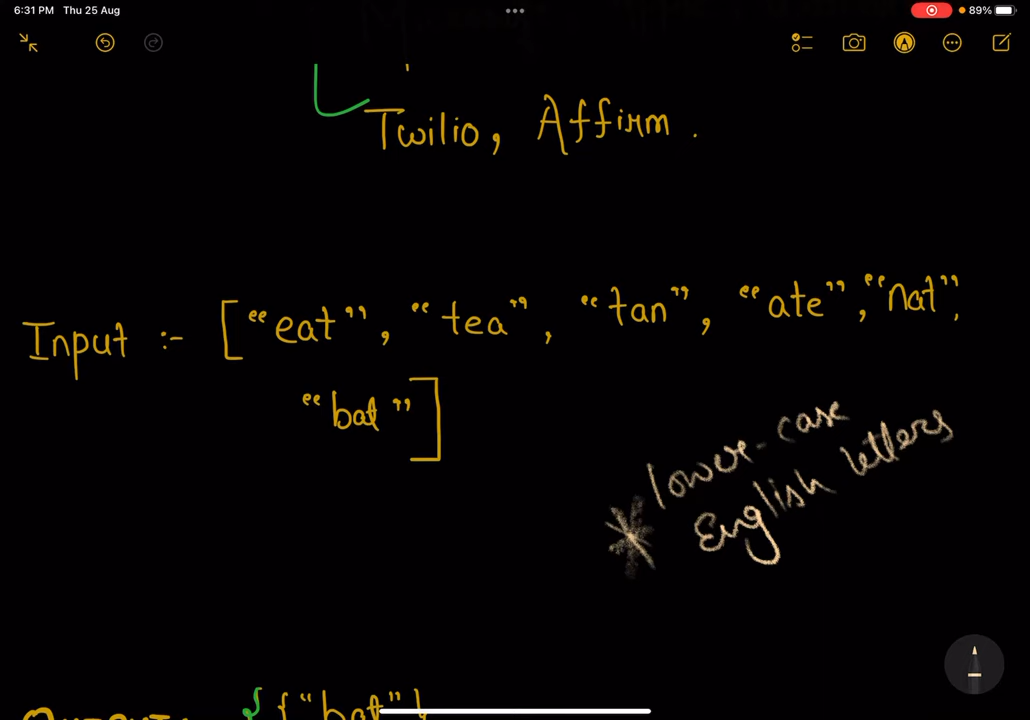 6:31 PM Thu 25 Aug
89%
Twilio, Affirm.
Input :- ["eat", "tea", "tan", "ate", "nat",
"bat"]
* lower-case
English letters
{ { "bat" }